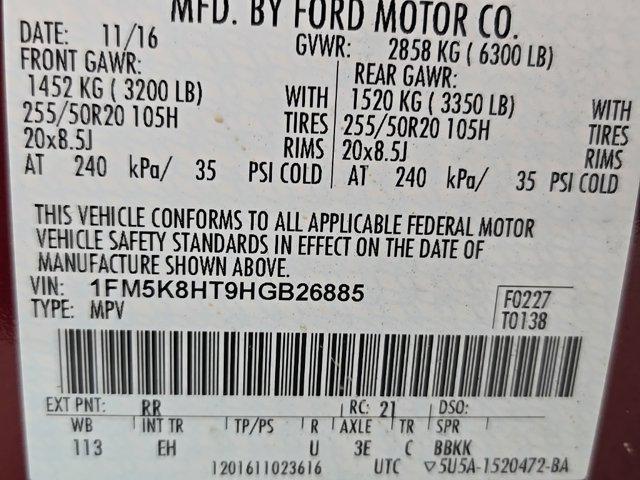 MFD. BY FORD MOTOR CO.
DATE: 11/16 GVWR: 2858 KG ( 6300 LB)
FRONT GAWR: REAR GAWR:
1452 KG ( 3200 LB) WITH 1520 KG ( 3350 LB) WITH
255/50R20 105H TIRES 255/50R20 105H TIRES
20x8.5J RIMS 20x8.5J RIMS
AT 240 kPa/ 35 PSI COLD AT 240 kPa/ 35 PSI COLD
THIS VEHICLE CONFORMS TO ALL APPLICABLE FEDERAL MOTOR
VEHICLE SAFETY STANDARDS IN EFFECT ON THE DATE OF
MANUFACTURE SHOWN ABOVE.
VIN: 1FM5K8HT9HGB26885 F0227
TYPE: MPV T0138
EXT PNT: RR RC: 21 DSO:
WB INT TR TP/PS R AXLE TR SPR
113 EH U 3E C BBKK
1201611023616 UTC ▽5U5A-1520472-BA